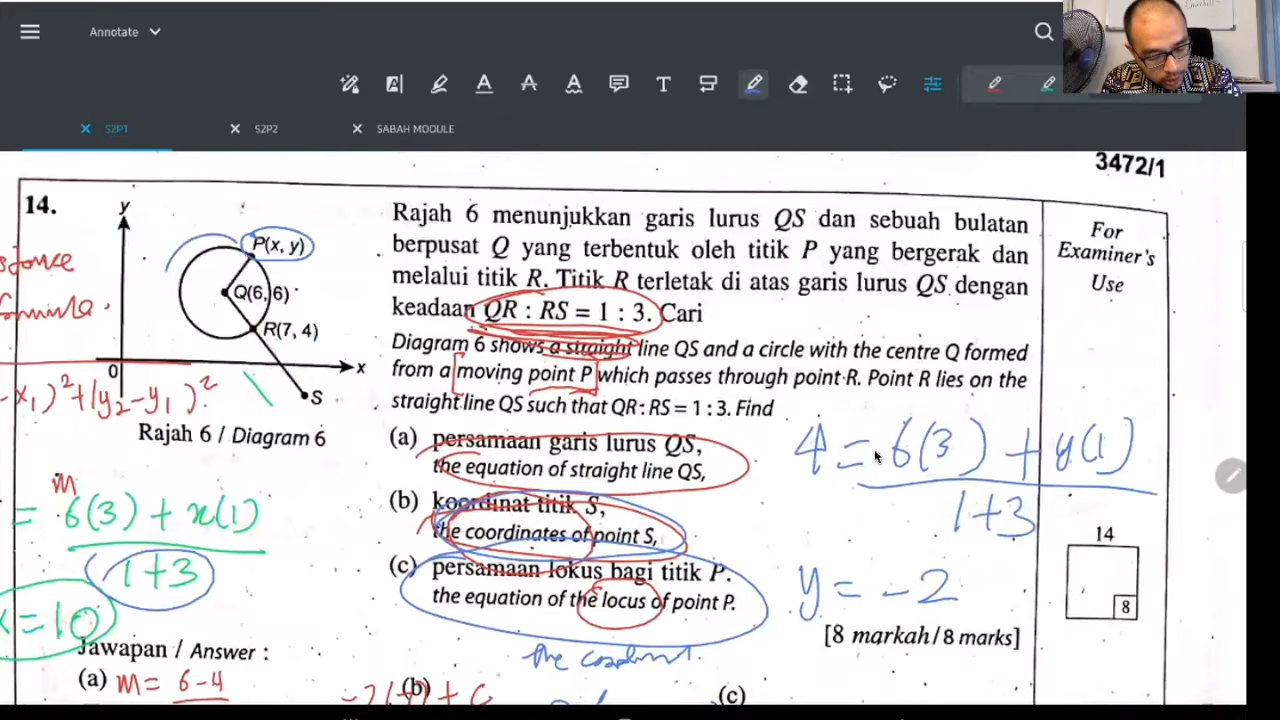 Annotate
S2P1
S2P2
SABAH MODULE
3472/1
14.
Rajah 6 menunjukkan garis lurus QS dan sebuah bulatan
berpusat Q yang terbentuk oleh titik P yang bergerak dan
melalui titik R. Titik R terletak di atas garis lurus QS dengan
keadaan QR : RS = 1 : 3. Cari
Diagram 6 shows a straight line QS and a circle with the centre Q formed
from a moving point P which passes through point R. Point R lies on the
straight line QS such that QR : RS = 1 : 3. Find
(a) persamaan garis lurus QS,
the equation of straight line QS,
(b) koordinat titik S,
the coordinates of point S,
(c) persamaan lokus bagi titik P.
the equation of the locus of point P.
[8 markah/8 marks]
For
Examiner's
Use
14
8
y
P(x, y)
Q(6, 6)
R(7, 4)
0
x
S
Rajah 6 / Diagram 6
x₁)² + (y₂ - y₁)²
m
= 6(3) + x(1)
1+3
x = 10
4 = 6(3) + y(1)
1+3
y = -2
the
Jawapan / Answer :
(a) m = 6-4
(b)
(c)